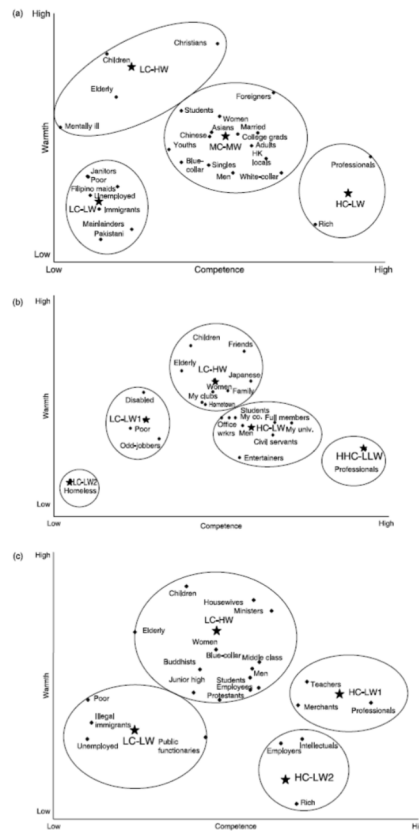 (a)
High
Christians
Children
LC-HW
Elderly
Foreigners
Students
Women
Mentally ill
Asians
Married
Chinese
College grads
Youths
MC-MW
Adults
HK
locals
Blue-
collar
Singles
Men
White-collar
Professionals
Janitors
Poor
Filipino maids
Unemployed
LC-LW
Immigrants
HC-LW
Mainlainders
Pakistani
Rich
Warmth
Low
Low
Competence
High
(b)
High
Children
Friends
Elderly
LC-HW
Japanese
Women
Family
My clubs
Hometown
Disabled
LC-LW1
Poor
Odd-jobbers
Students
My co.
Full members
Office
wrkrs
Men
HC-LW
My univ.
Civil servants
Entertainers
HHC-LLW
Professionals
LC-LW2
Homeless
Warmth
Low
Low
Competence
High
(c)
High
Children
Housewives
Ministers
LC-HW
Elderly
Women
Blue-collar
Middle class
Buddhists
Men
Students
Junior high
Employees
Protestants
Teachers
HC-LW1
Merchants
Professionals
Poor
Illegal
immigrants
LC-LW
Unemployed
Public
functionaries
Employers
Intellectuals
HC-LW2
Rich
Warmth
Low
Low
Competence
Hi